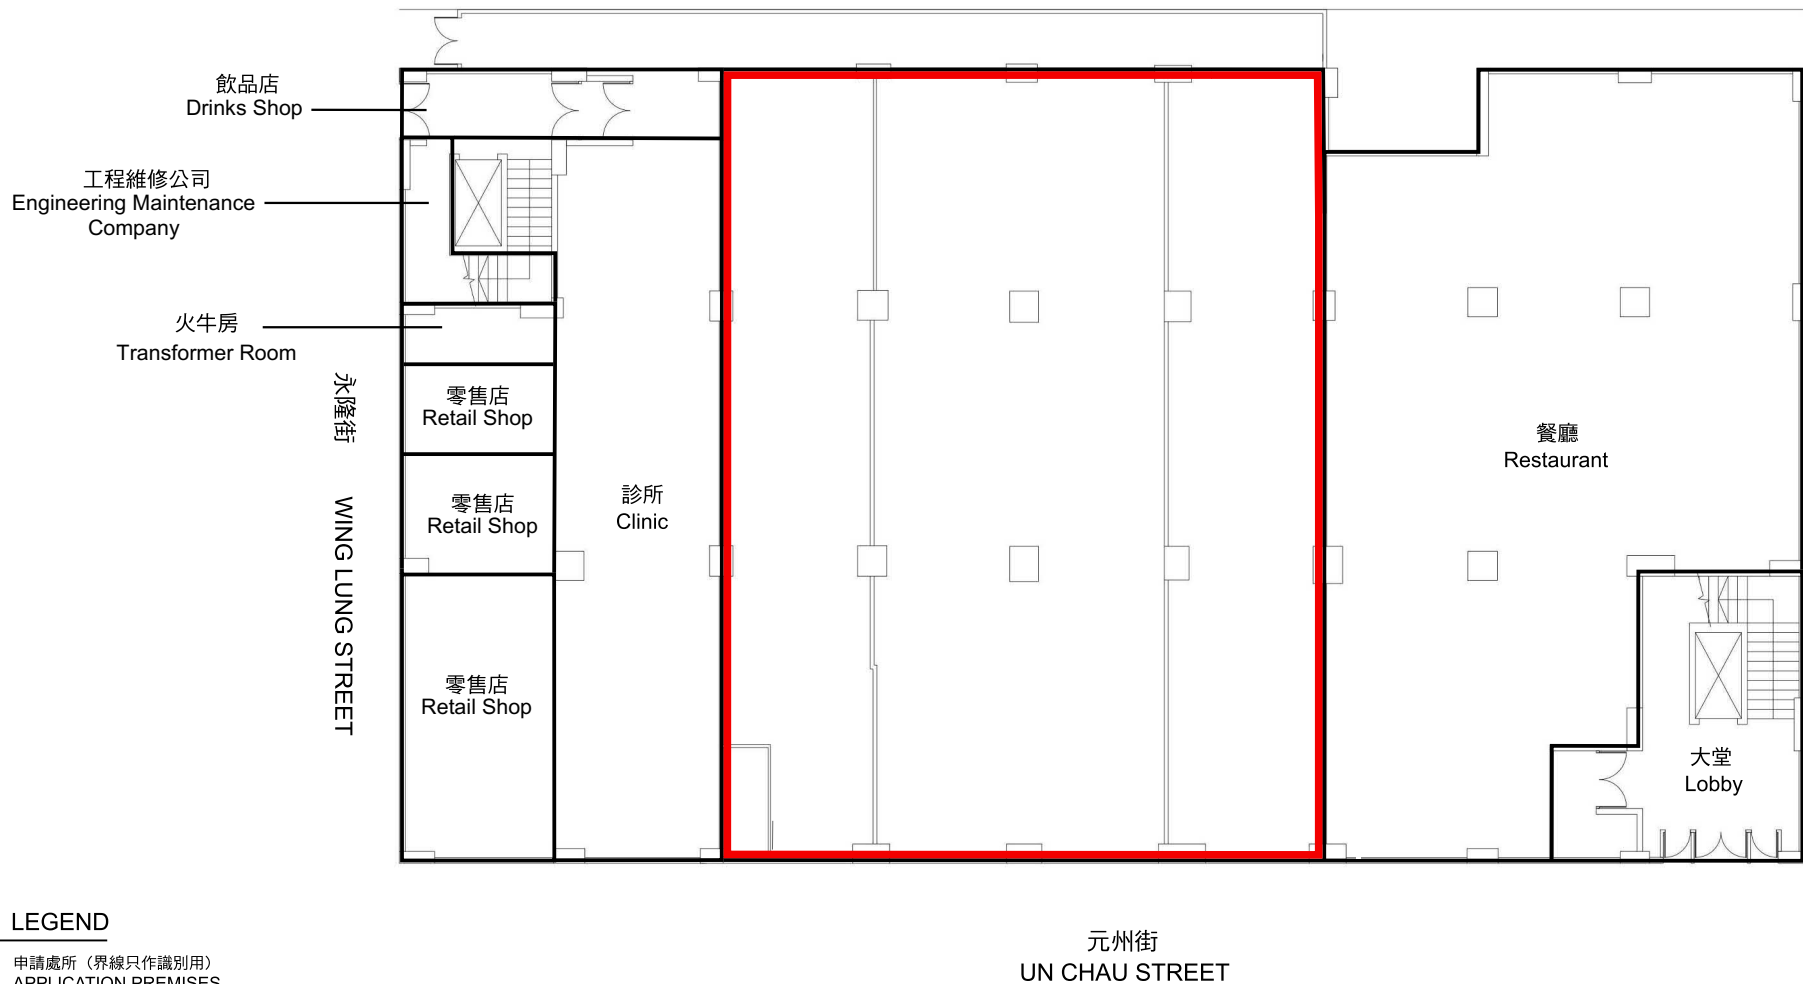 飲品店
Drinks Shop
工程維修公司
Engineering Maintenance
Company
火牛房
Transformer Room
永隆街 WING LUNG STREET
零售店
Retail Shop
零售店
Retail Shop
零售店
Retail Shop
診所
Clinic
餐廳
Restaurant
大堂
Lobby
元州街
UN CHAU STREET
LEGEND
申請處所（界線只作識別用）
APPLICATION PREMISES